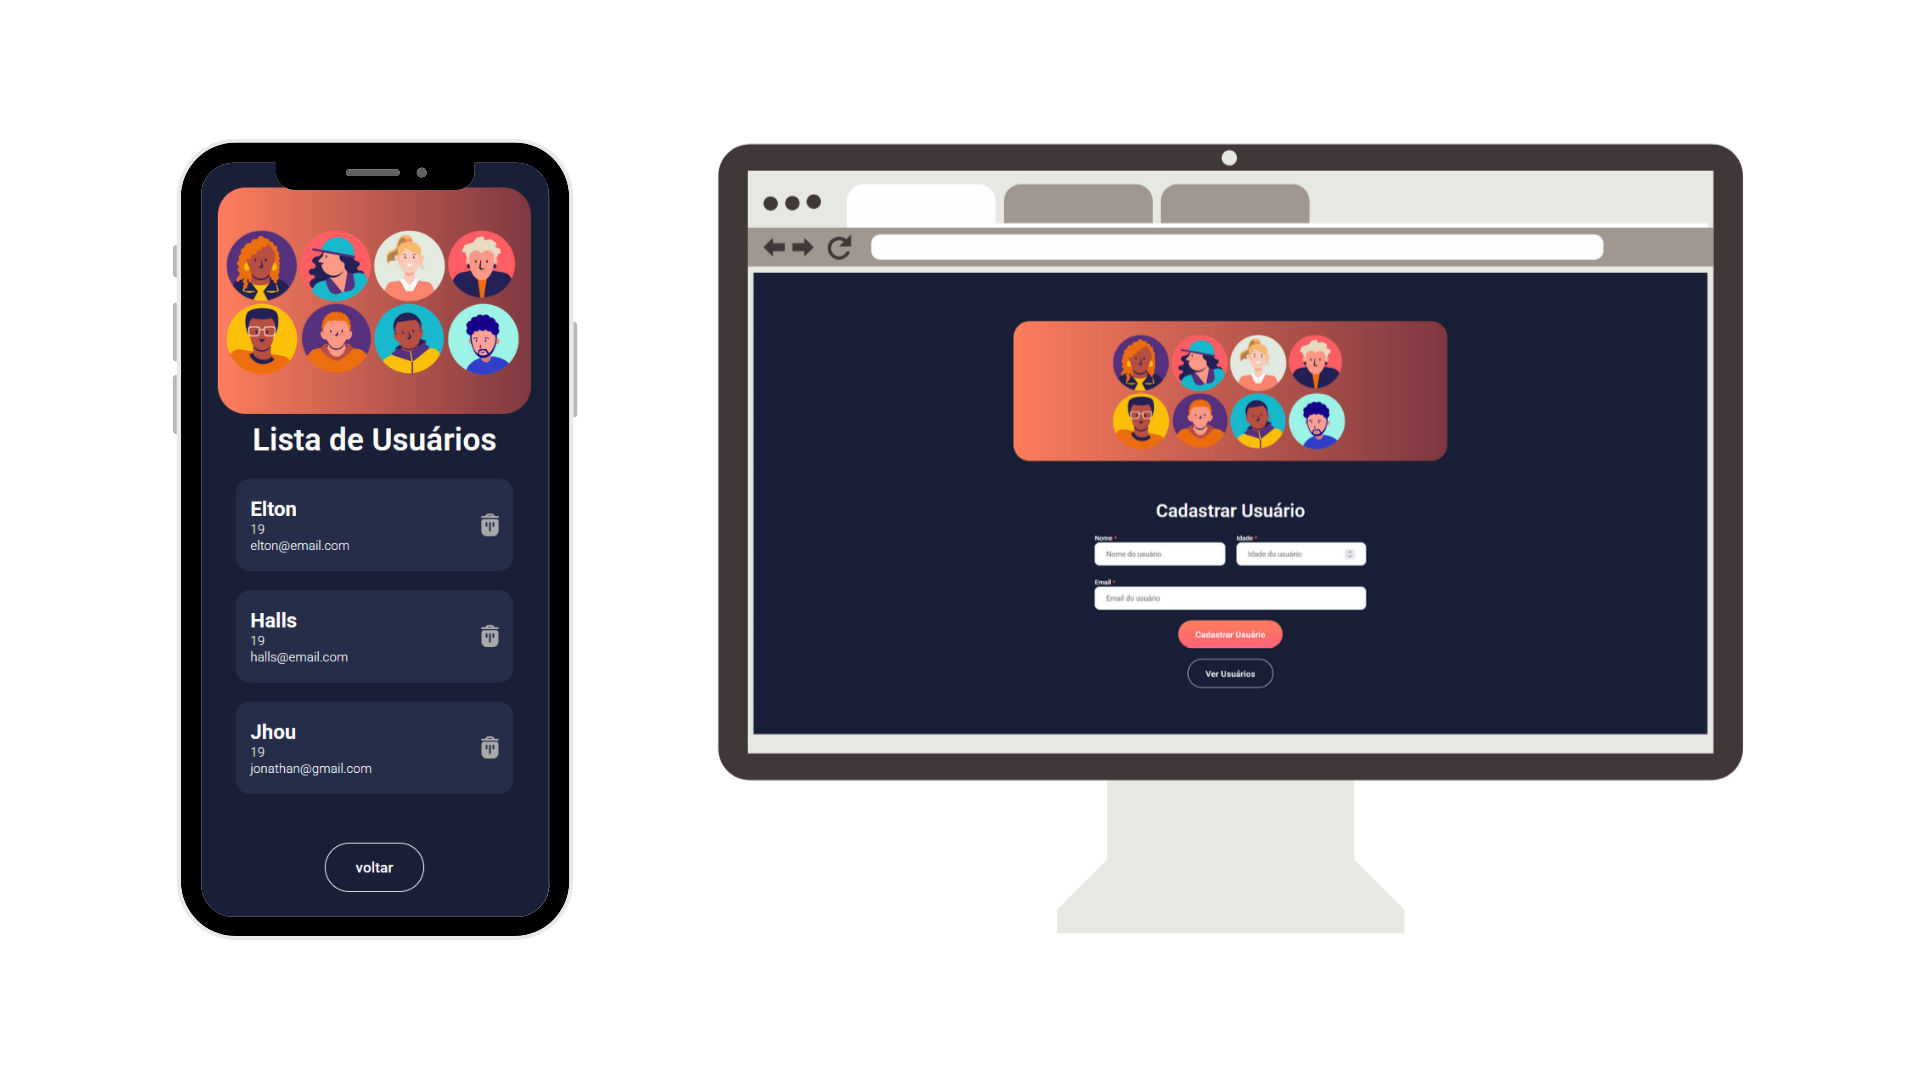 Lista de Usuários
Elton
19
elton@email.com
Halls
19
halls@email.com
Jhou
19
jonathan@gmail.com
voltar
Cadastrar Usuário
Nome * Idade *
Nome do usuário Idade do usuário
Email *
Email do usuário
Cadastrar Usuário
Ver Usuários